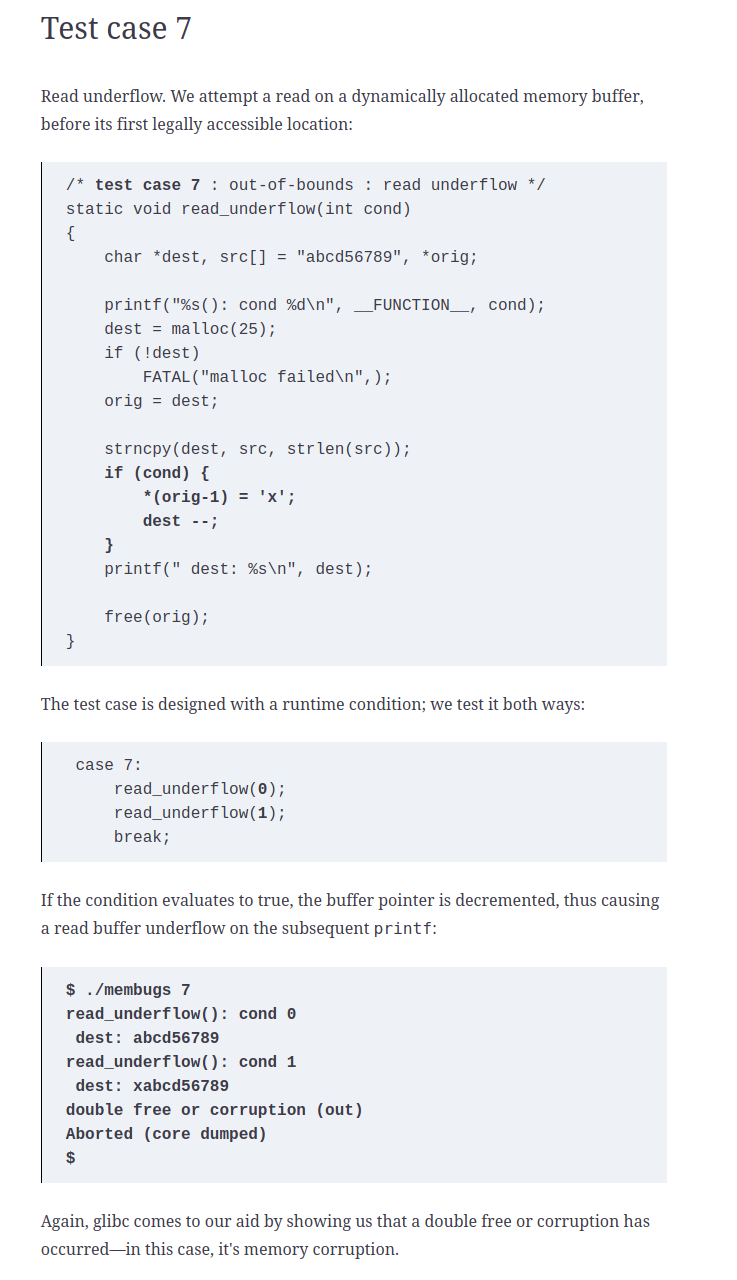 Test case 7
Read underflow. We attempt a read on a dynamically allocated memory buffer,
before its first legally accessible location:
/* test case 7 : out-of-bounds : read underflow */
static void read_underflow(int cond)
{
    char *dest, src[] = "abcd56789", *orig;
    printf("%s(): cond %d\n", __FUNCTION__, cond);
    dest = malloc(25);
    if (!dest)
        FATAL("malloc failed\n",);
    orig = dest;
    strncpy(dest, src, strlen(src));
    if (cond) {
        *(orig-1) = 'x';
        dest --;
    }
    printf(" dest: %s\n", dest);
    free(orig);
}
The test case is designed with a runtime condition; we test it both ways:
 case 7:
     read_underflow(0);
     read_underflow(1);
     break;
If the condition evaluates to true, the buffer pointer is decremented, thus causing
a read buffer underflow on the subsequent printf:
$ ./membugs 7
read_underflow(): cond 0
 dest: abcd56789
read_underflow(): cond 1
 dest: xabcd56789
double free or corruption (out)
Aborted (core dumped)
$
Again, glibc comes to our aid by showing us that a double free or corruption has
occurred—in this case, it's memory corruption.